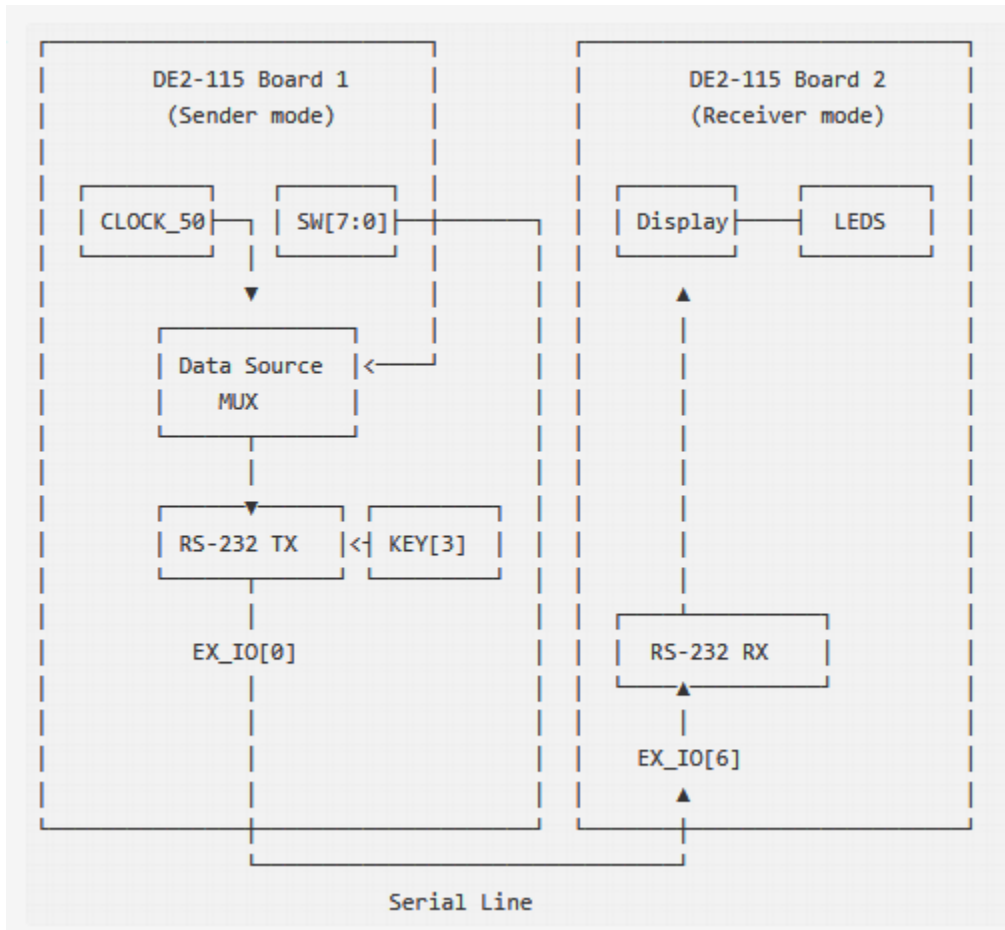 DE2-115 Board 1 DE2-115 Board 2
(Sender mode) (Receiver mode)
CLOCK_50 SW[7:0] Display LEDS
Data Source
MUX
RS-232 TX KEY[3]
EX_IO[0] RS-232 RX
EX_IO[6]
Serial Line